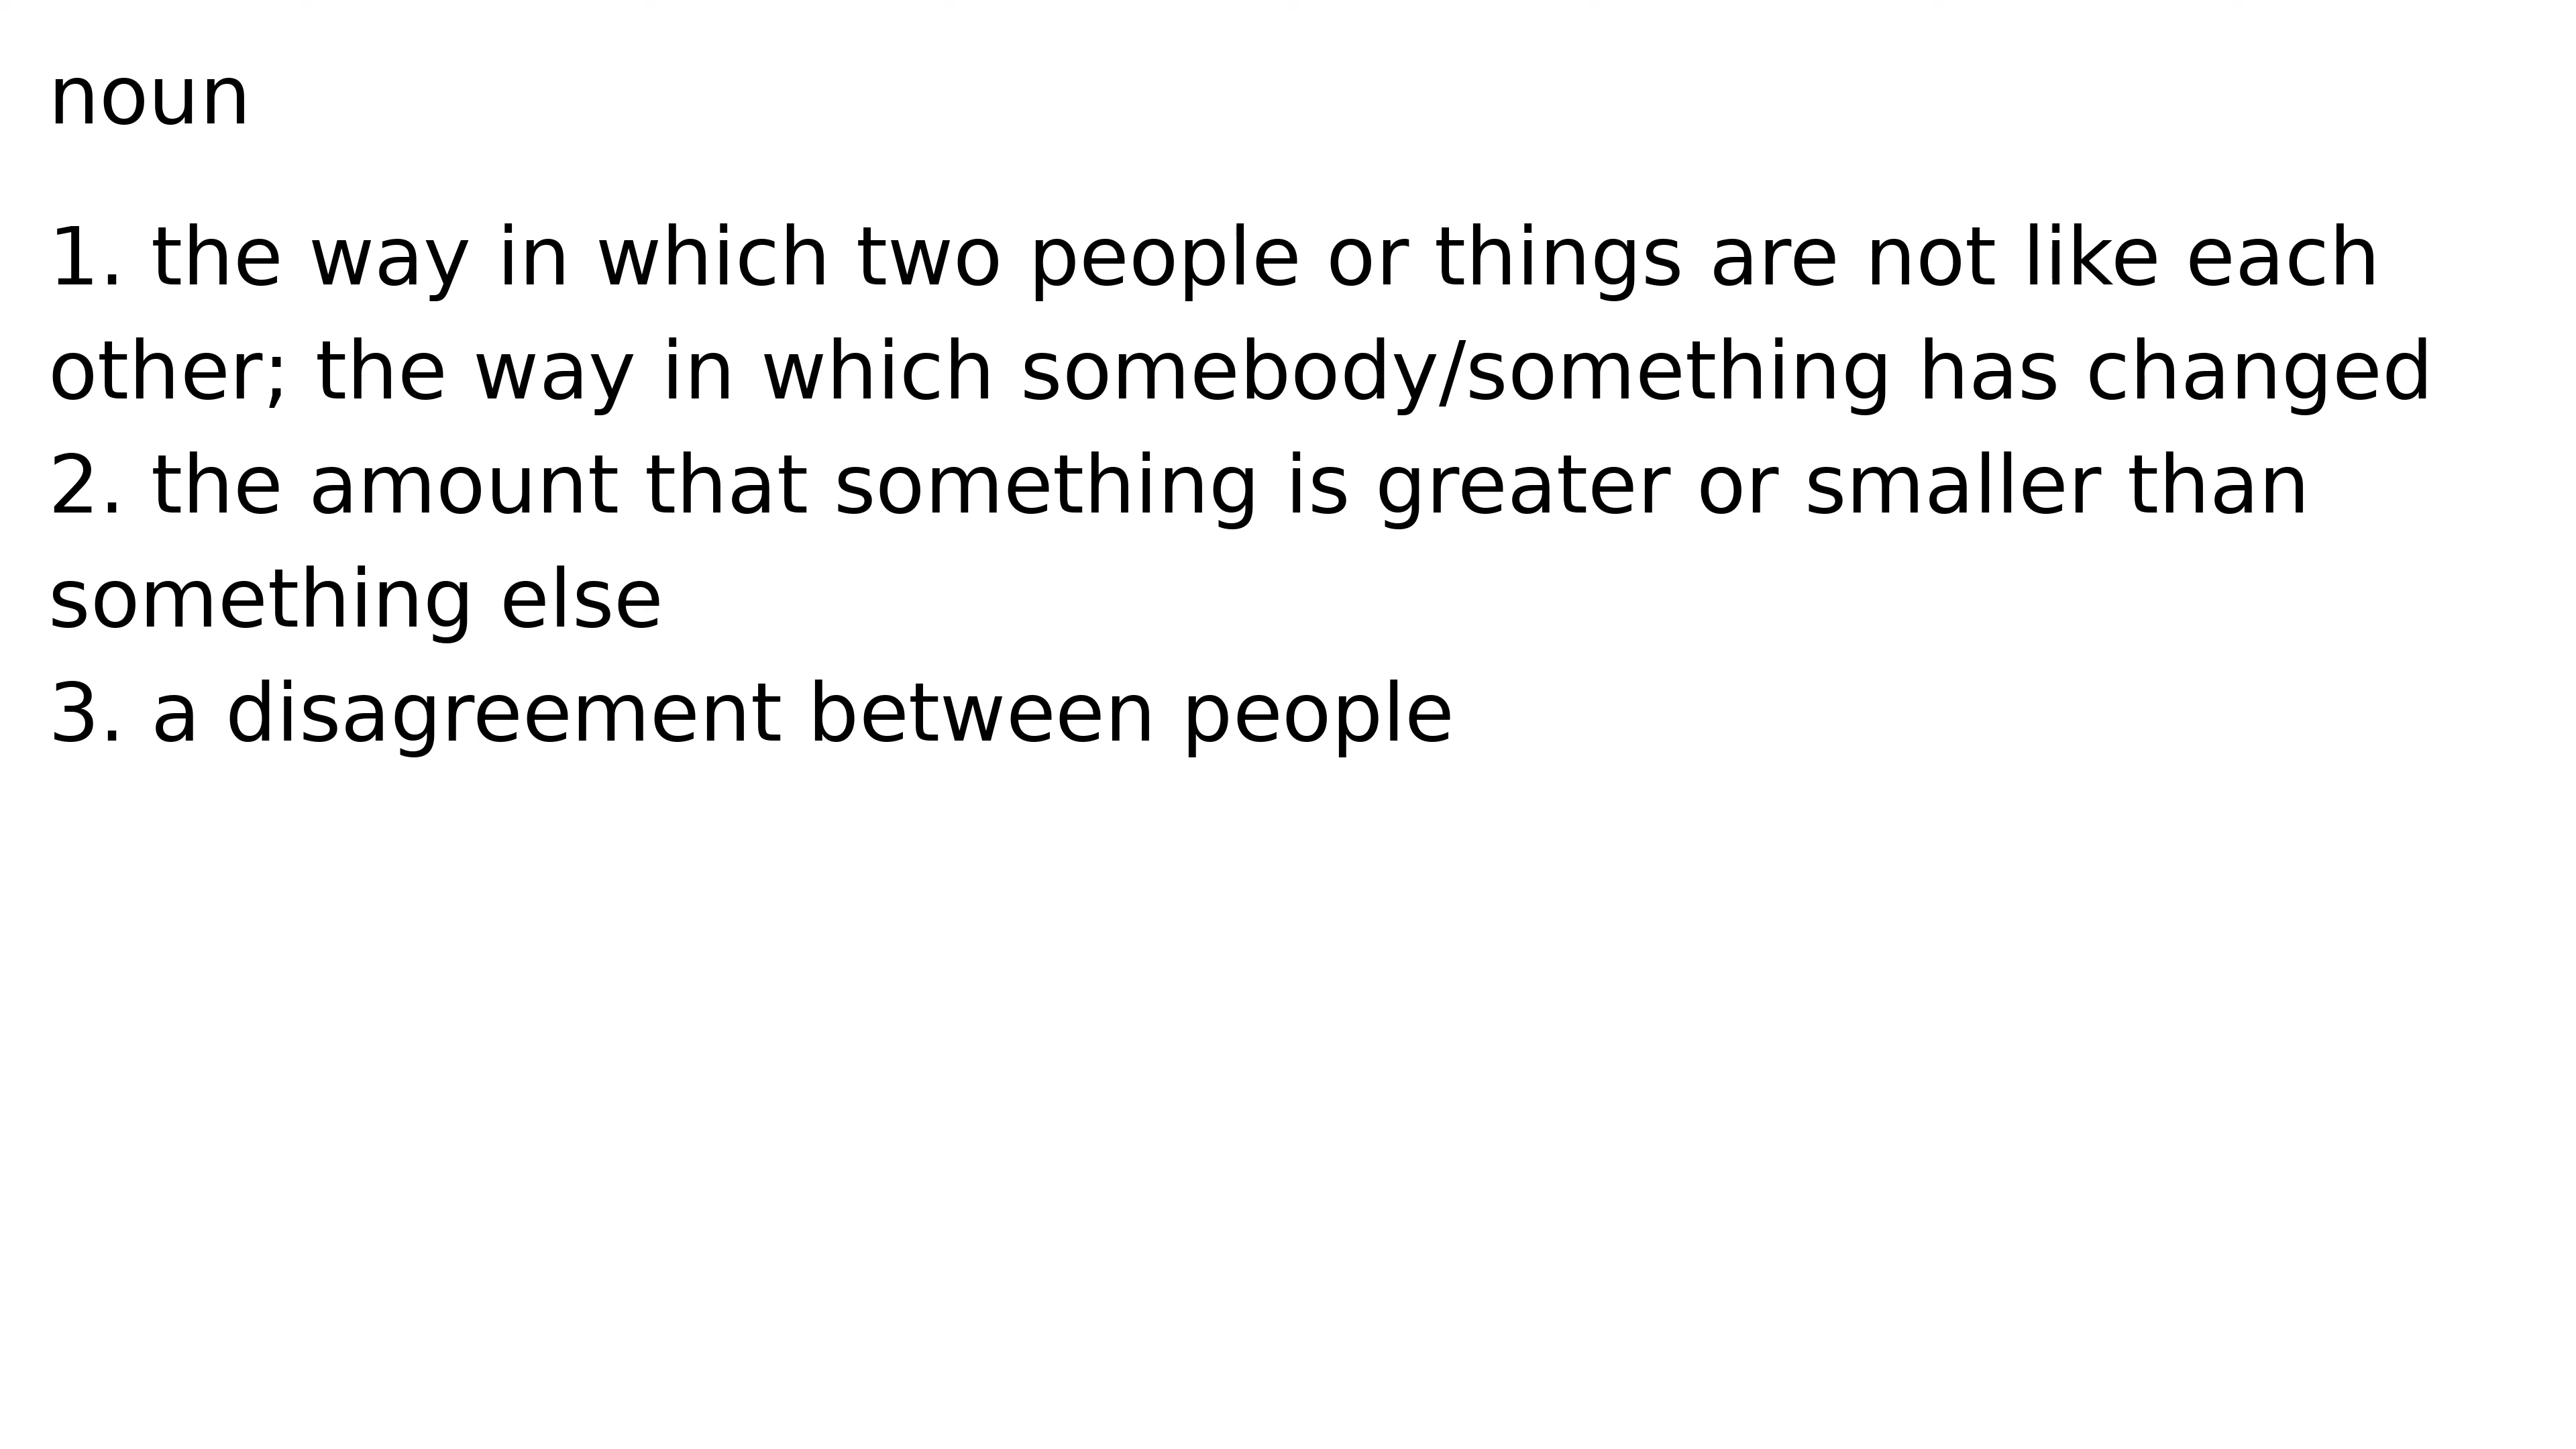 noun
1. the way in which two people or things are not like each
other; the way in which somebody/something has changed
2. the amount that something is greater or smaller than
something else
3. a disagreement between people